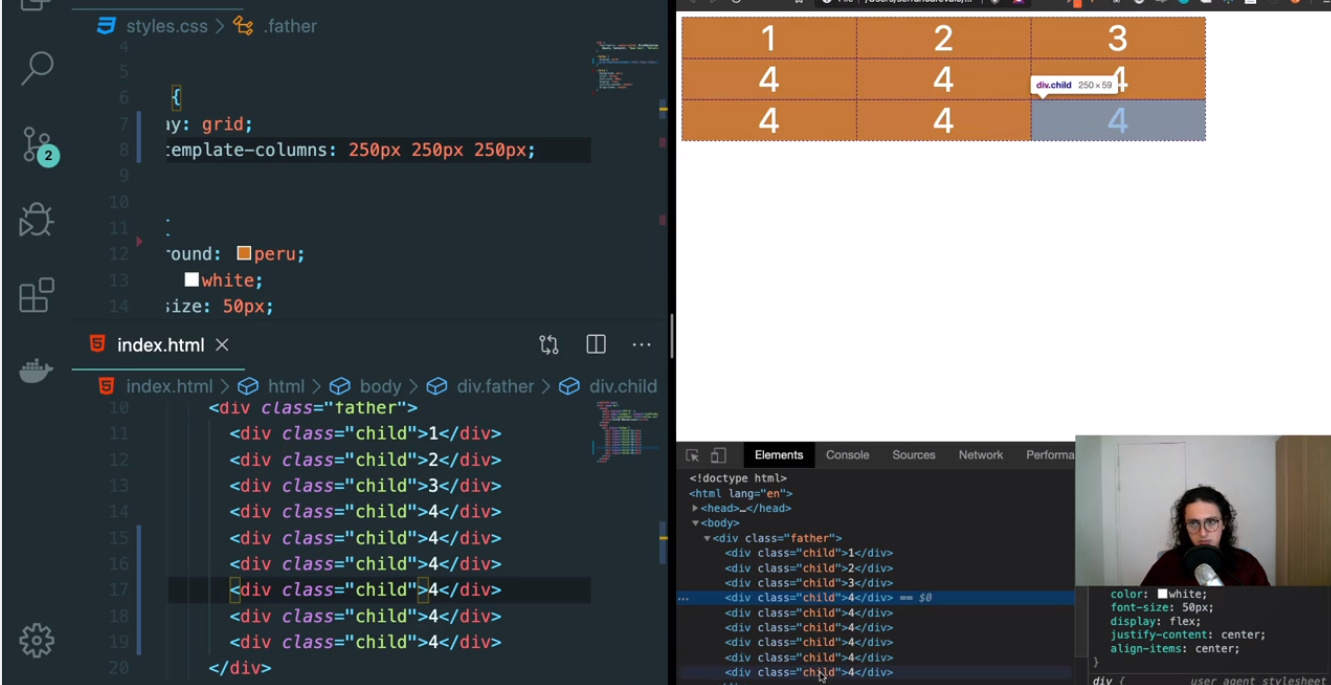 styles.css > .father
4
5
6 {
7 ay: grid;
8 template-columns: 250px 250px 250px;
9
10
11
12 round: peru;
13 white;
14 size: 50px;
2
index.html ×
index.html > html > body > div.father > div.child
10 <div class="father">
11 <div class="child">1</div>
12 <div class="child">2</div>
13 <div class="child">3</div>
14 <div class="child">4</div>
15 <div class="child">4</div>
16 <div class="child">4</div>
17 <div class="child">4</div>
18 <div class="child">4</div>
19 <div class="child">4</div>
20 </div>
1 2 3
4 4 4
div.child 250×59
4 4 4
Elements Console Sources Network Performa
<!doctype html>
<html lang="en">
<head>…</head>
<body>
<div class="father">
<div class="child">1</div>
<div class="child">2</div>
<div class="child">3</div>
... <div class="child">4</div> == $0
<div class="child">4</div>
<div class="child">4</div>
<div class="child">4</div>
<div class="child">4</div>
<div class="child">4</div>
color: white;
font-size: 50px;
display: flex;
justify-content: center;
align-items: center;
}
div { user agent stylesheet